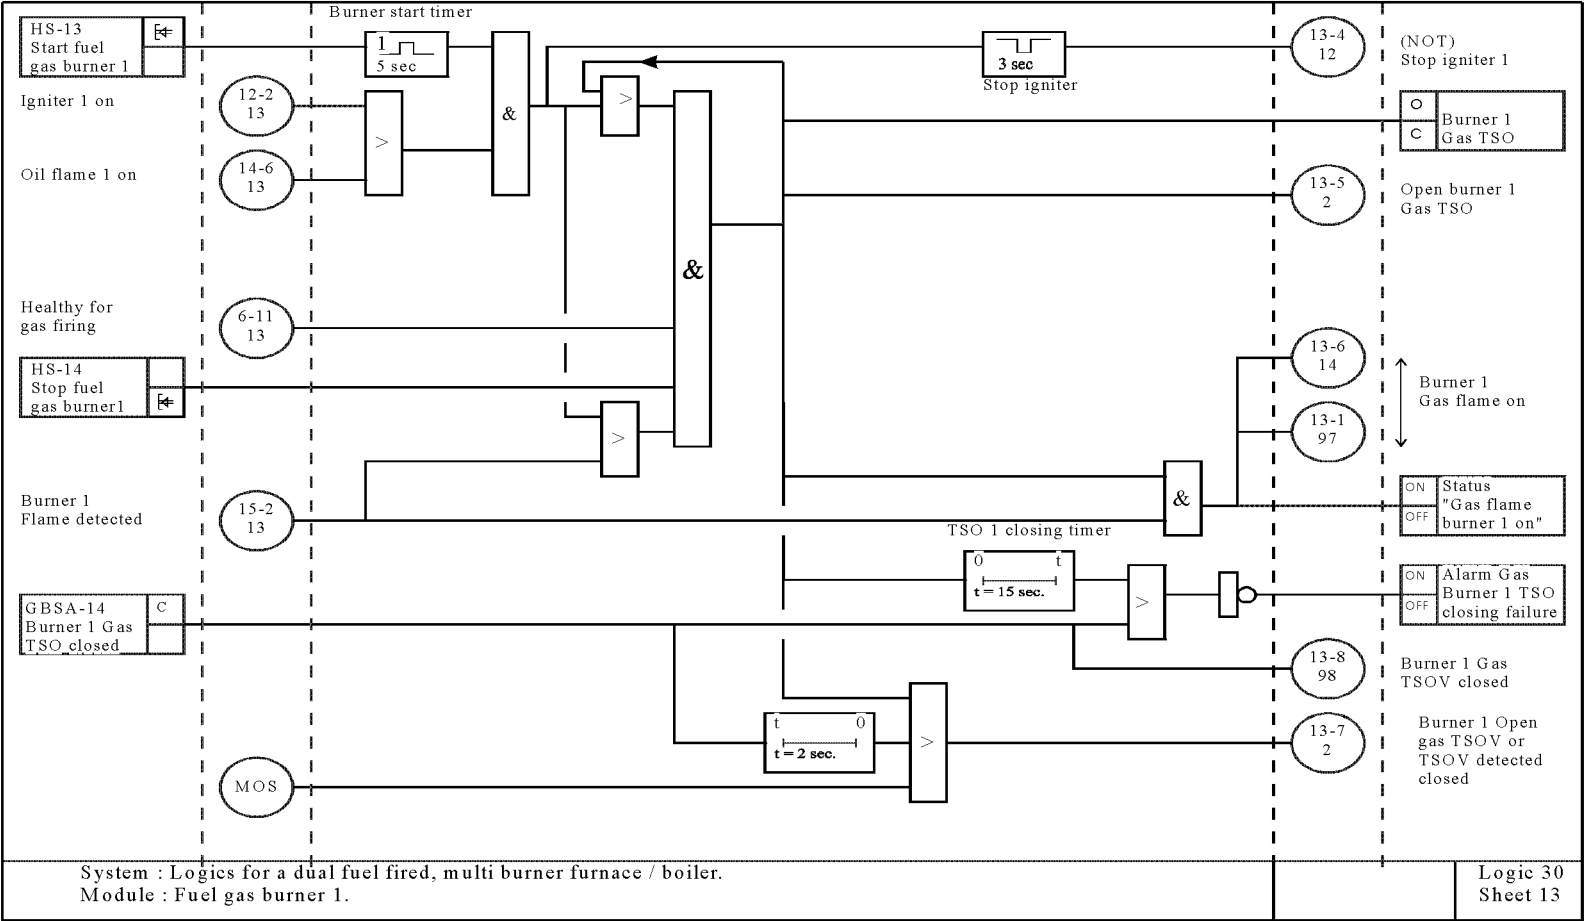 Burner start timer
HS-13
Start fuel
gas burner 1
1
5 sec
3 sec
Stop igniter
13-4
12
(NOT)
Stop igniter 1
Igniter 1 on
12-2
13
>
&
>
O
C
Burner 1
Gas TSO
Oil flame 1 on
14-6
13
13-5
2
Open burner 1
Gas TSO
&
Healthy for
gas firing
6-11
13
HS-14
Stop fuel
gas burner1
>
13-6
14
13-1
97
Burner 1
Gas flame on
Burner 1
Flame detected
15-2
13
&
ON
OFF
Status
"Gas flame
burner 1 on"
TSO 1 closing timer
0 t
t = 15 sec.
>
ON
OFF
Alarm Gas
Burner 1 TSO
closing failure
GBSA-14
Burner 1 Gas
TSO closed
C
13-8
98
Burner 1 Gas
TSOV closed
t 0
t = 2 sec.
>
13-7
2
Burner 1 Open
gas TSOV or
TSOV detected
closed
MOS
System : Logics for a dual fuel fired, multi burner furnace / boiler.
Module : Fuel gas burner 1.
Logic 30
Sheet 13